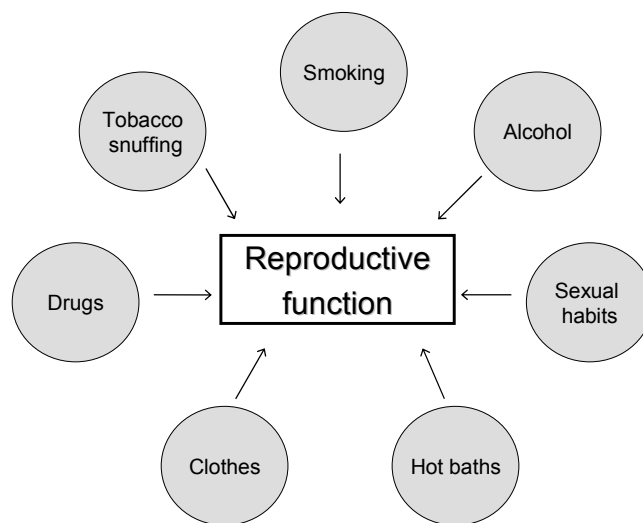 Smoking
Tobacco
snuffing
Alcohol
Reproductive
function
Drugs
Sexual
habits
Clothes
Hot baths